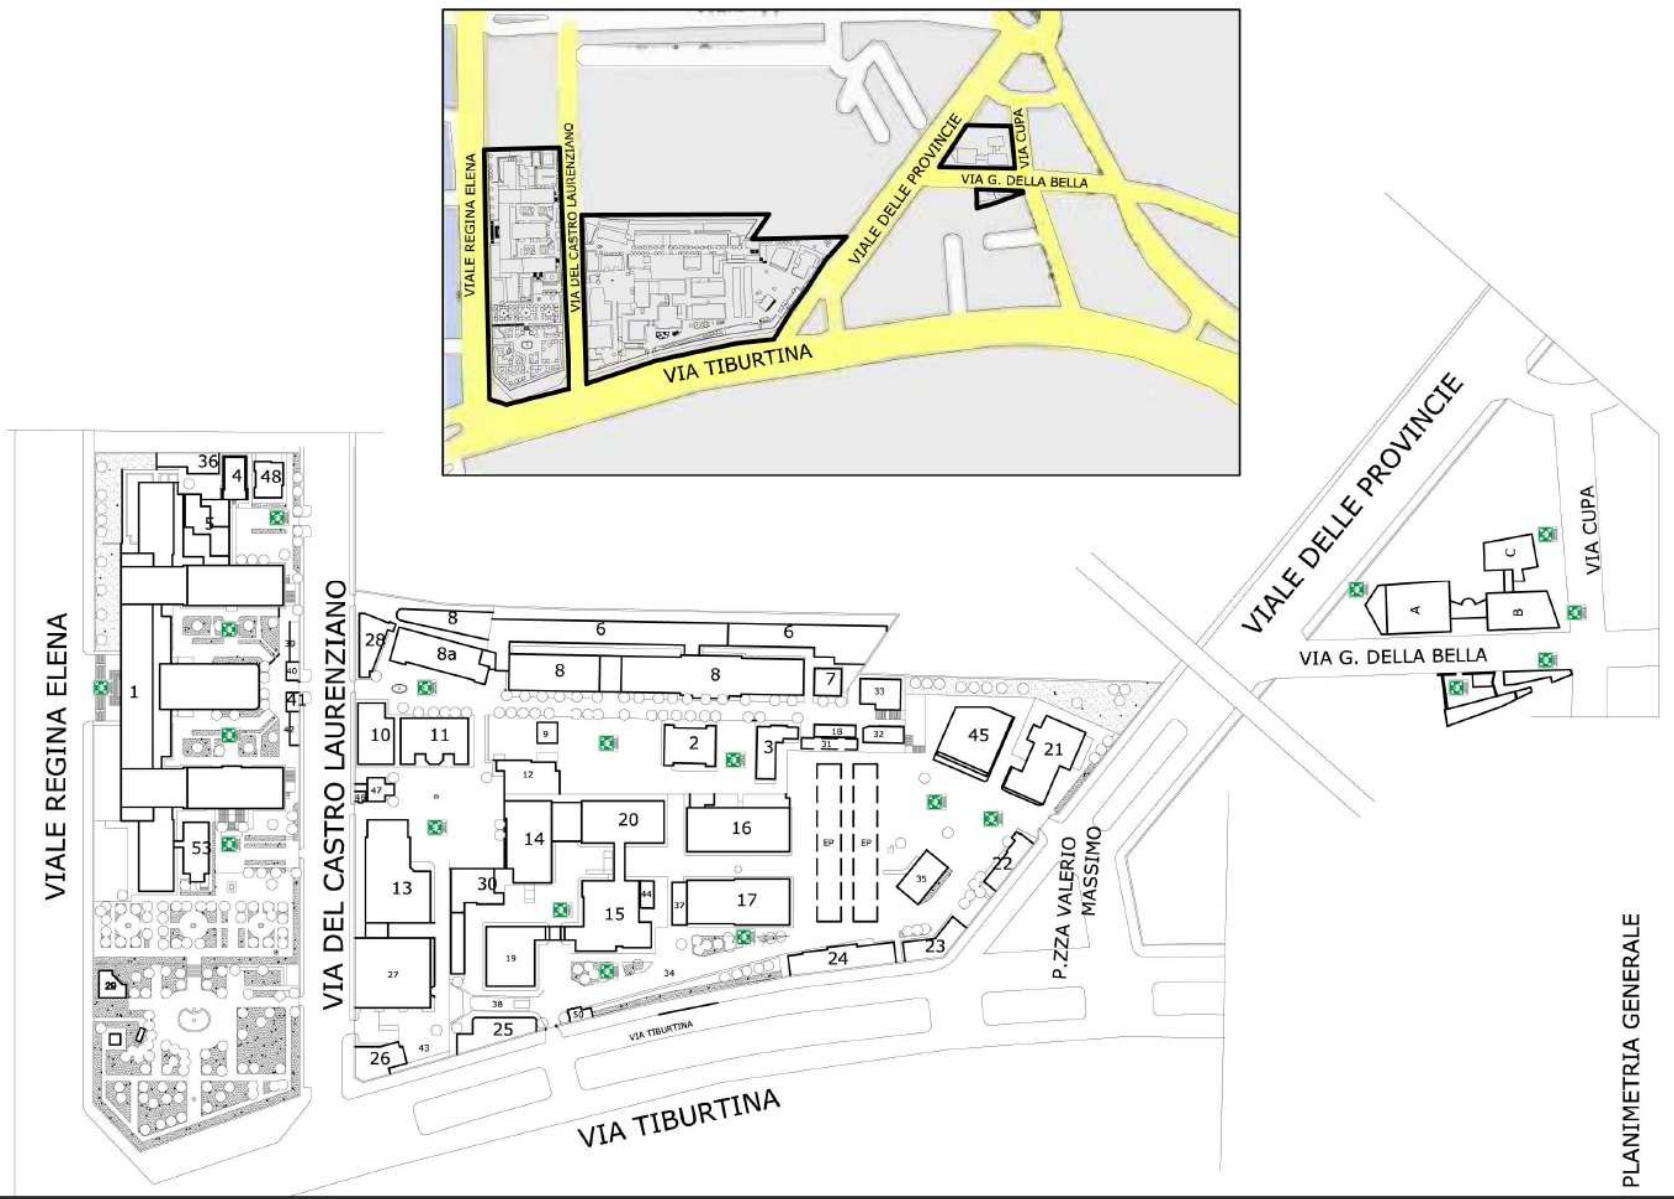 VIALE REGINA ELENA
VIA DEL CASTRO LAURENZIANO
VIALE DELLE PROVINCIE
VIA CUPA
VIA G. DELLA BELLA
VIA TIBURTINA
36
4
48
5
1
39
40
41
53
29
VIALE REGINA ELENA
VIA DEL CASTRO LAURENZIANO
28
8
8a
6
6
8
8
7
33
10
11
9
2
3
18
31
32
45
21
47
12
14
20
16
EP
EP
13
30
15
44
37
17
35
22
27
19
34
24
23
38
50
25
26
43
VIA TIBURTINA
VIA TIBURTINA
P.ZZA VALERIO
MASSIMO
VIALE DELLE PROVINCIE
VIA CUPA
A
B
C
VIA G. DELLA BELLA
PLANIMETRIA GENERALE